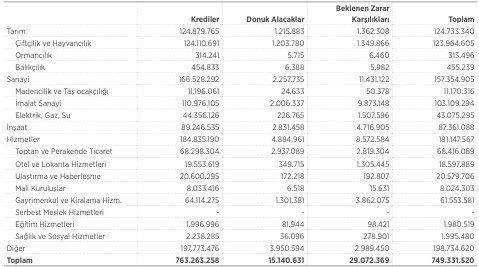 Beklenen Zarar
Krediler Donuk Alacaklar Karşılıkları Toplam
Tarım 124.879.765 1.215.883 1.362.308 124.733.340
Çiftçilik ve Hayvancılık 124.110.691 1.203.780 1.349.866 123.964.605
Ormancılık 314.241 5.715 6.460 313.496
Balıkçılık 454.833 6.388 5.982 455.239
Sanayi 166.528.292 2.257.735 11.431.122 157.354.905
Madencilik ve Taş ocakçılığı 11.196.061 24.633 50.378 11.170.316
İmalat Sanayi 110.976.105 2.006.337 9.873.148 103.109.294
Elektrik, Gaz, Su 44.356.126 226.765 1.507.596 43.075.295
İnşaat 89.246.535 2.831.458 4.716.905 87.361.088
Hizmetler 184.835.190 4.884.961 8.572.584 181.147.567
Toptan ve Perakende Ticaret 68.298.304 2.937.089 2.819.304 68.416.089
Otel ve Lokanta Hizmetleri 19.553.619 349.715 1.305.445 18.597.889
Ulaştırma ve Haberleşme 20.600.295 172.218 192.807 20.579.706
Mali Kuruluşlar 8.033.416 6.518 15.631 8.024.303
Gayrimenkul ve Kiralama Hizm. 64.114.275 1.301.381 3.862.075 61.553.581
Serbest Meslek Hizmetleri - - - -
Eğitim Hizmetleri 1.996.996 81.944 98.421 1.980.519
Sağlık ve Sosyal Hizmetler 2.238.285 36.096 278.901 1.995.480
Diğer 197.773.476 3.950.594 2.989.450 198.734.620
Toplam 763.263.258 15.140.631 29.072.369 749.331.520